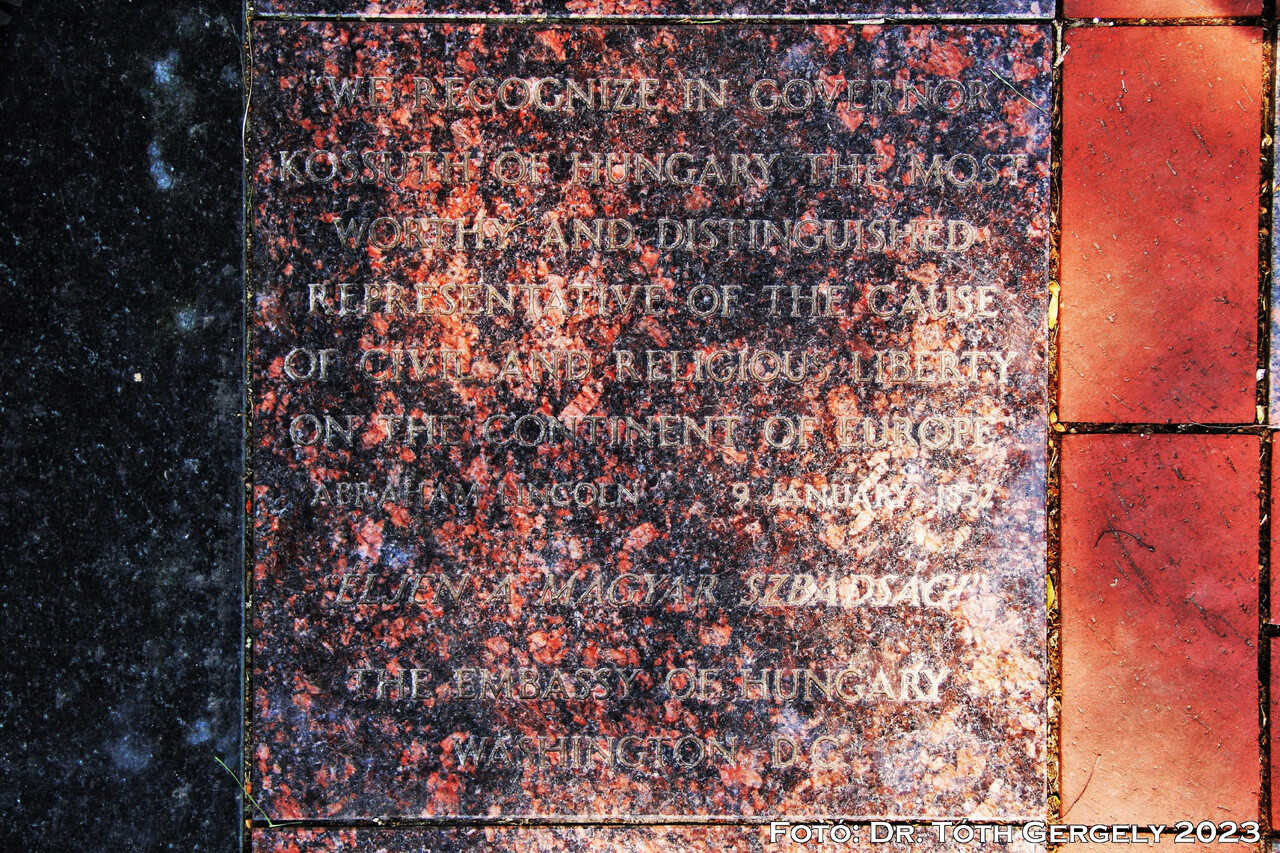 "WE RECOGNIZE IN GOVERNOR
KOSSUTH OF HUNGARY THE MOST
WORTHY AND DISTINGUISHED
REPRESENTATIVE OF THE CAUSE
OF CIVIL AND RELIGIOUS LIBERTY
ON THE CONTINENT OF EUROPE"
ABRAHAM LINCOLN 9 JANUARY 1852
"ÉLJEN A MAGYAR SZBADSÁG!"
THE EMBASSY OF HUNGARY
WASHINGTON D.C.
FOTÓ: DR. TÓTH GERGELY 2023